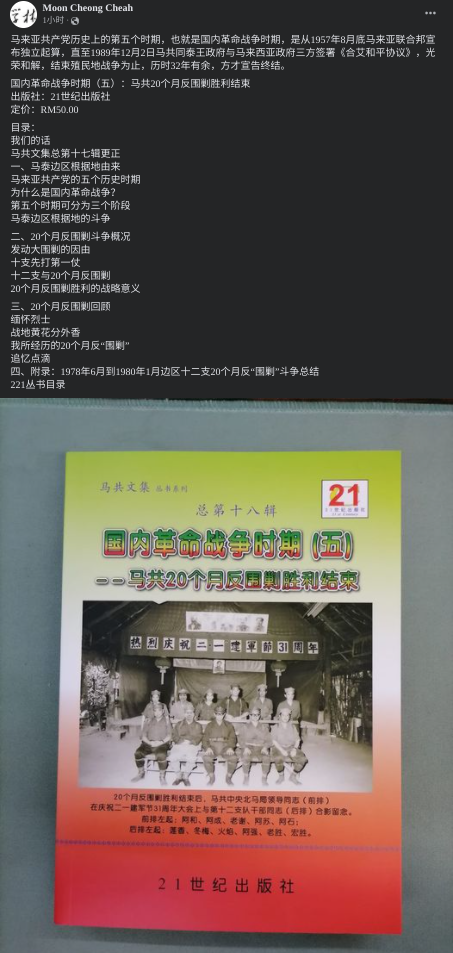 Moon Cheong Cheah
1小时
马来亚共产党历史上的第五个时期，也就是国内革命战争时期，是从1957年8月底马来亚联合邦宣
布独立起算，直至1989年12月2日马共同泰王政府与马来西亚政府三方签署《合艾和平协议》，光
荣和解，结束殖民地战争为止，历时32年有余，方才宣告终结。
国内革命战争时期（五）：马共20个月反围剿胜利结束
出版社：21世纪出版社
定价：RM50.00
目录：
我们的话
马共文集总第十七辑更正
一、马泰边区根据地由来
马来亚共产党的五个历史时期
为什么是国内革命战争？
第五个时期可分为三个阶段
马泰边区根据地的斗争
二、20个月反围剿斗争概况
发动大围剿的因由
十支先打第一仗
十二支与20个月反围剿
20个月反围剿胜利的战略意义
三、20个月反围剿回顾
缅怀烈士
战地黄花分外香
我所经历的20个月反“围剿”
追忆点滴
四、附录：1978年6月到1980年1月边区十二支20个月反“围剿”斗争总结
221丛书目录
马共文集 丛书系列
21
总第十八辑
国内革命战争时期 (五)
——马共20个月反围剿胜利结束
热烈庆祝二一建军節31周年
20个月反围剿胜利结束后，马共中央北马局领导同志（前排）
在庆祝二一建军节31周年大会上与第十二支队干部同志（后排）合影留念。
前排左起：阿和、阿成、老谢、阿苏、阿石；
后排左起：董春、冬梅、火焰、阿强、老胜、宏胜。
21世纪出版社